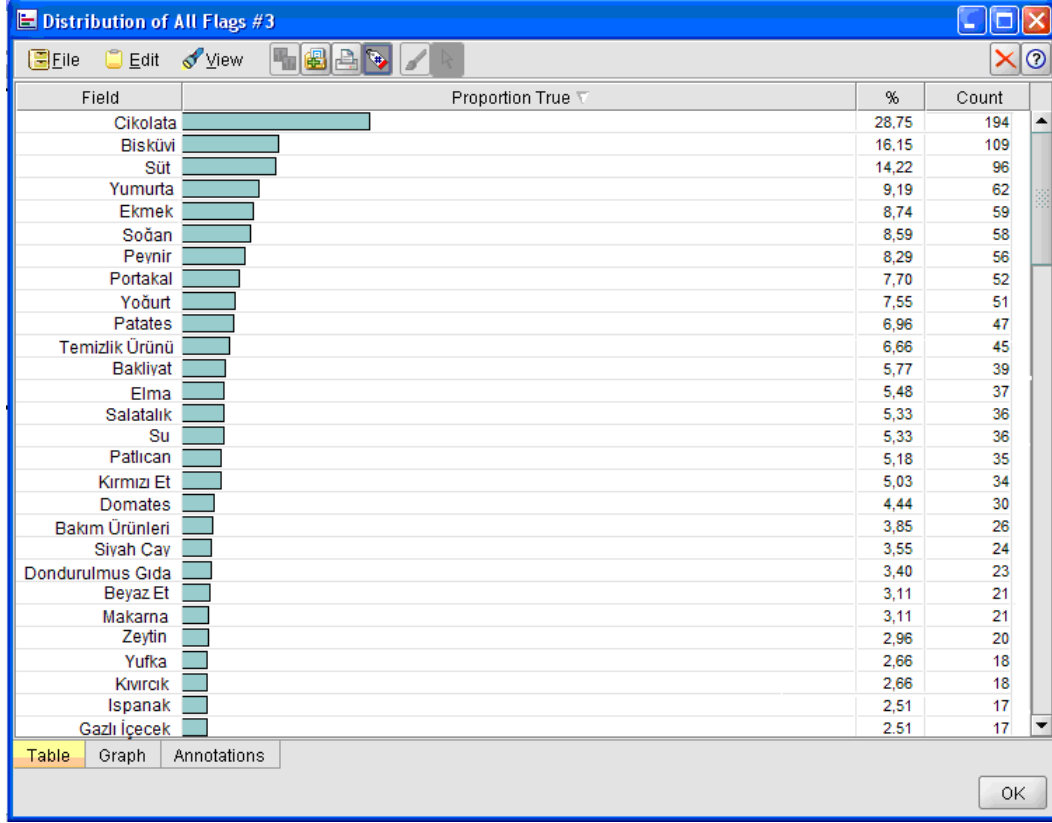 Distribution of All Flags #3
File Edit View
Field Proportion True % Count
Cikolata 28,75 194
Bisküvi 16,15 109
Süt 14,22 96
Yumurta 9,19 62
Ekmek 8,74 59
Soğan 8,59 58
Peynir 8,29 56
Portakal 7,70 52
Yoğurt 7,55 51
Patates 6,96 47
Temizlik Ürünü 6,66 45
Bakliyat 5,77 39
Elma 5,48 37
Salatalık 5,33 36
Su 5,33 36
Patlıcan 5,18 35
Kırmızı Et 5,03 34
Domates 4,44 30
Bakım Ürünleri 3,85 26
Siyah Cay 3,55 24
Dondurulmus Gıda 3,40 23
Beyaz Et 3,11 21
Makarna 3,11 21
Zeytin 2,96 20
Yufka 2,66 18
Kıvırcık 2,66 18
Ispanak 2,51 17
Gazlı İçecek 2.51 17
Table Graph Annotations
OK